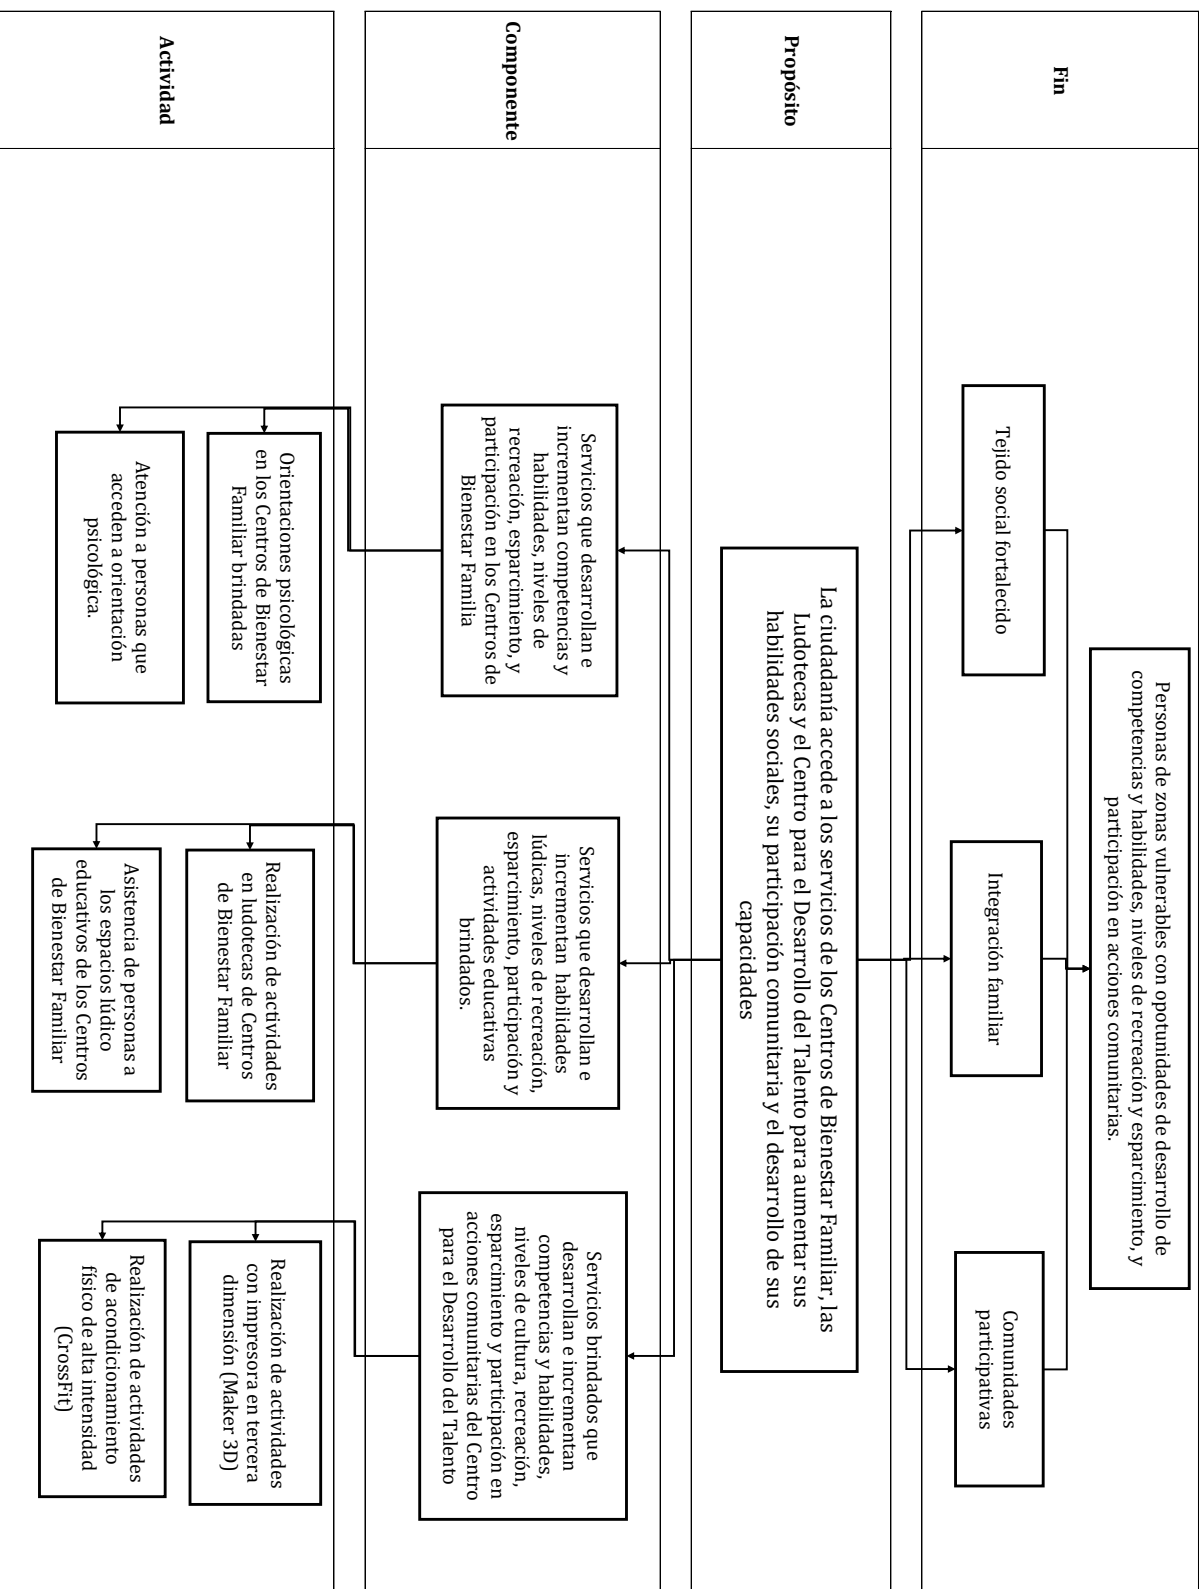 Fin
Personas de zonas vulnerables con opotunidades de desarrollo de
competencias y habilidades, niveles de recreación y esparcimiento, y
participación en acciones comunitarias.
Tejido social fortalecido
Integración familiar
Comunidades
participativas
Propósito
La ciudadanía accede a los servicios de los Centros de Bienestar Familiar, las
Ludotecas y el Centro para el Desarrollo del Talento para aumentar sus
habilidades sociales, su participación comunitaria y el desarrollo de sus
capacidades
Componente
Servicios que desarrollan e
incrementan competencias y
habilidades, niveles de
recreación, esparcimiento, y
participación en los Centros de
Bienestar Familia
Servicios que desarrollan e
incrementan habilidades
lúdicas, niveles de recreación,
esparcimiento, participación y
actividades educativas
brindados.
Servicios brindados que
desarrollan e incrementan
competencias y habilidades,
niveles de cultura, recreación,
esparcimiento y participación en
acciones comunitarias del Centro
para el Desarrollo del Talento
Actividad
Orientaciones psicológicas
en los Centros de Bienestar
Familiar brindadas
Atención a personas que
acceden a orientación
psicológica.
Realización de actividades
en ludotecas de Centros
de Bienestar Familiar
Asistencia de personas a
los espacios lúdico
educativos de los Centros
de Bienestar Familiar
Realización de actividades
con impresora en tercera
dimensión (Maker 3D)
Realización de actividades
de acondicionamiento
físico de alta intensidad
(CrossFit)